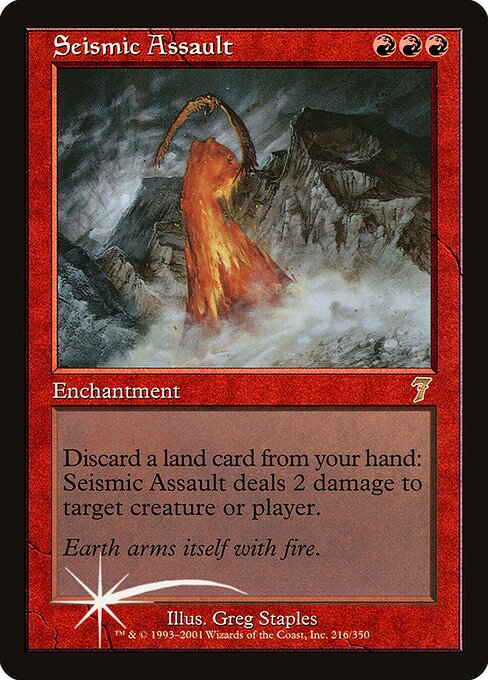 Seismic Assault
Enchantment
7
Discard a land card from your hand:
Seismic Assault deals 2 damage to
target creature or player.
Earth arms itself with fire.
Illus. Greg Staples
™ & © 1993–2001 Wizards of the Coast, Inc. 216/350